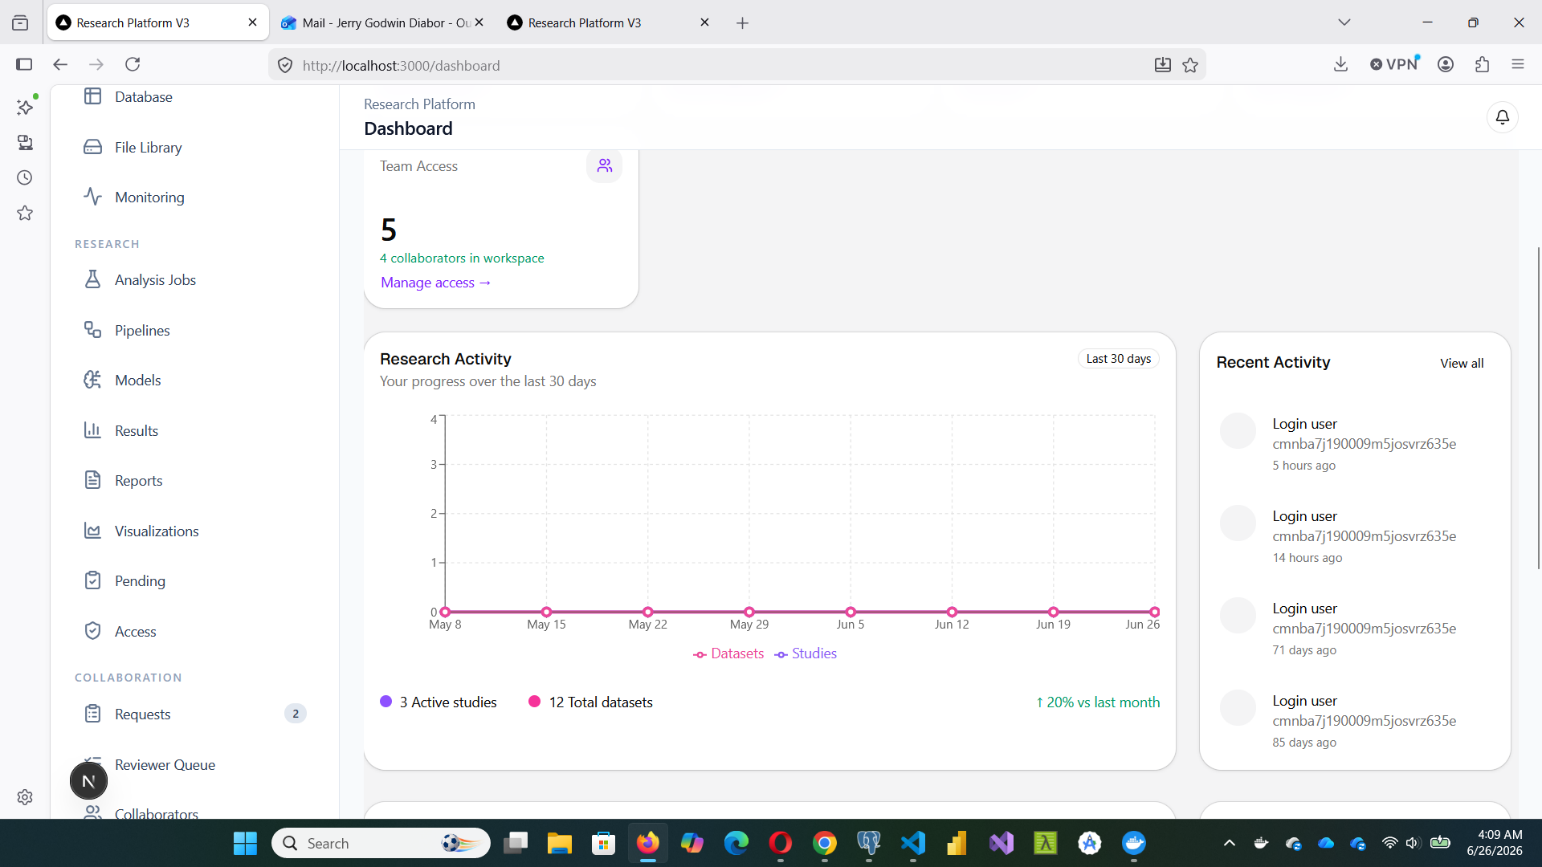 Research Platform V3
Mail - Jerry Godwin Diabor - Ou
Research Platform V3
http://localhost:3000/dashboard
VPN
Database
File Library
Monitoring
RESEARCH
Analysis Jobs
Pipelines
Models
Results
Reports
Visualizations
Pending
Access
COLLABORATION
Requests 2
Reviewer Queue
N
Collaborators
Research Platform
Dashboard
Team Access
5
4 collaborators in workspace
Manage access →
Research Activity
Last 30 days
Your progress over the last 30 days
4
3
2
1
0
May 8 May 15 May 22 May 29 Jun 5 Jun 12 Jun 19 Jun 26
Datasets Studies
3 Active studies 12 Total datasets ↑ 20% vs last month
Recent Activity View all
Login user
cmnba7j190009m5josvrz635e
5 hours ago
Login user
cmnba7j190009m5josvrz635e
14 hours ago
Login user
cmnba7j190009m5josvrz635e
71 days ago
Login user
cmnba7j190009m5josvrz635e
85 days ago
Search
4:09 AM
6/26/2026